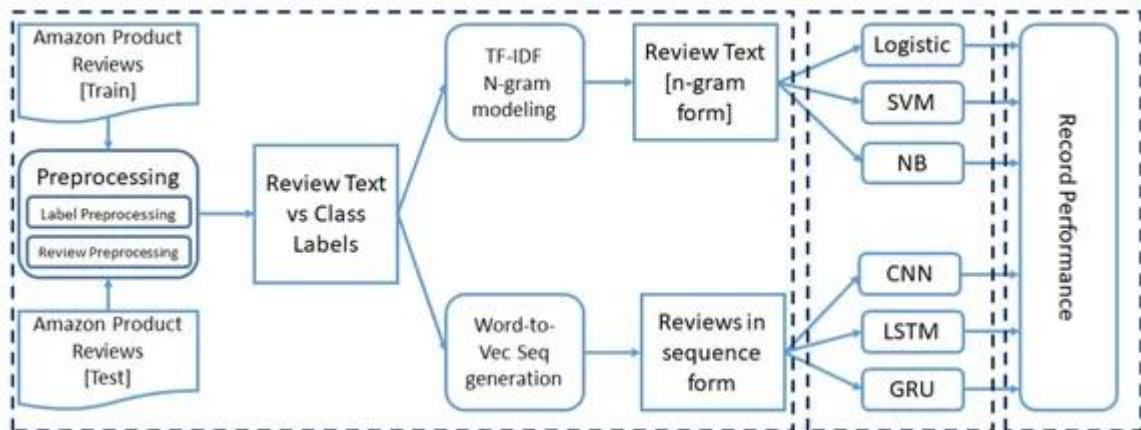 Amazon Product
Reviews
[Train]
Preprocessing
Label Preprocessing
Review Preprocessing
Amazon Product
Reviews
[Test]
Review Text
vs Class
Labels
TF-IDF
N-gram
modeling
Review Text
[n-gram
form]
Word-to-
Vec Seq
generation
Reviews in
sequence
form
Logistic
SVM
NB
CNN
LSTM
GRU
Record Performance